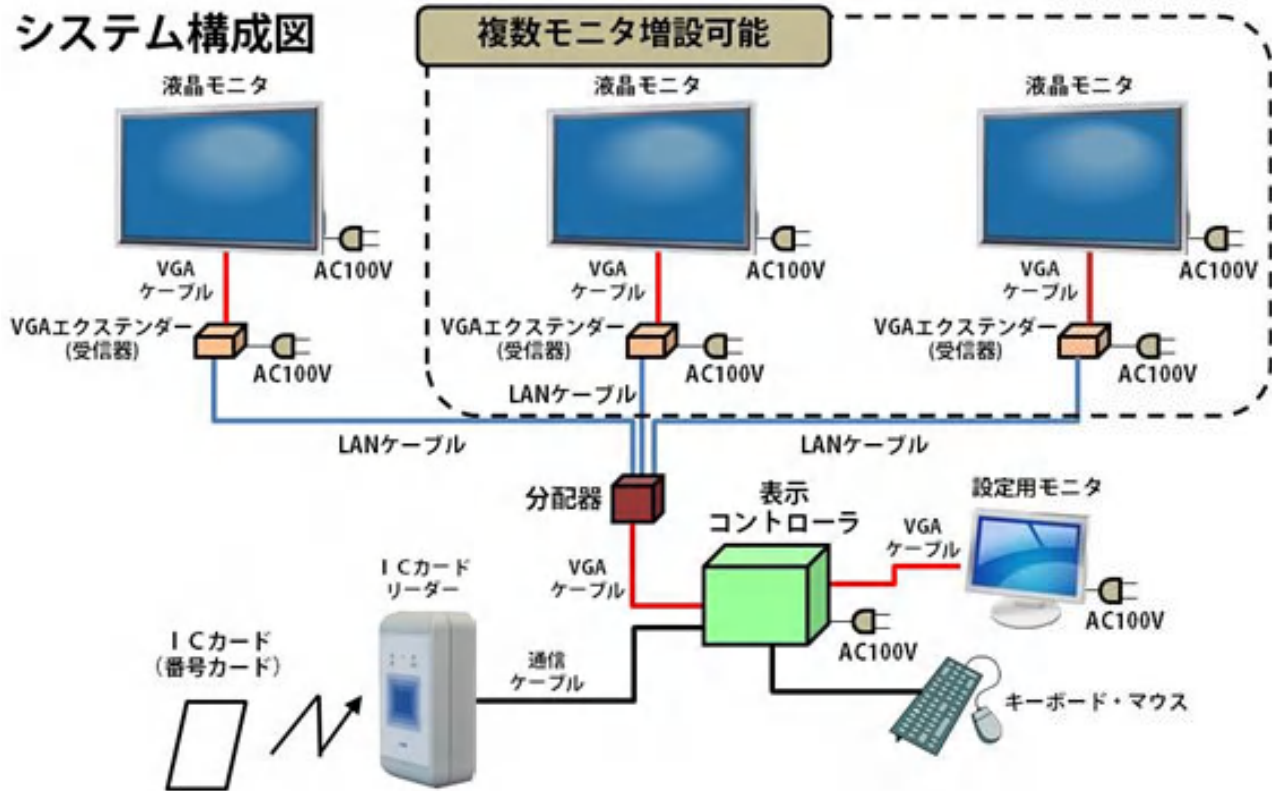 システム構成図
複数モニタ増設可能
液晶モニタ
液晶モニタ
液晶モニタ
AC100V
AC100V
AC100V
VGA
ケーブル
VGA
ケーブル
VGA
ケーブル
VGAエクステンダー
(受信器)
VGAエクステンダー
(受信器)
VGAエクステンダー
(受信器)
AC100V
AC100V
AC100V
LANケーブル
LANケーブル
LANケーブル
分配器
表示
コントローラ
設定用モニタ
VGA
ケーブル
VGA
ケーブル
AC100V
AC100V
ＩＣカード
リーダー
ＩＣカード
（番号カード）
通信
ケーブル
キーボード・マウス